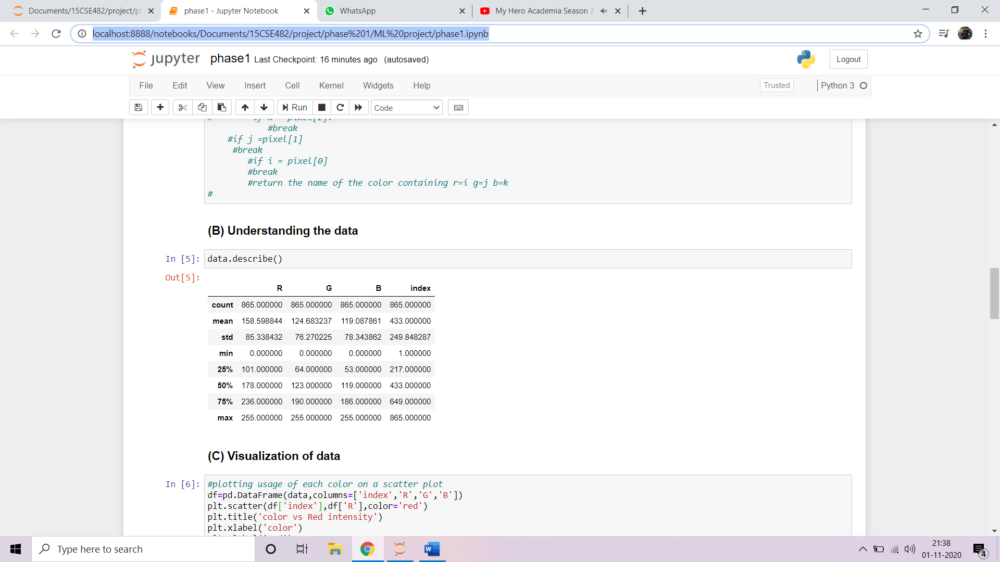 Documents/15CSE482/project/ph
phase1 - Jupyter Notebook
WhatsApp
My Hero Academia Season 3
localhost:8888/notebooks/Documents/15CSE482/project/phase%201/ML%20project/phase1.ipynb
jupyter phase1 Last Checkpoint: 16 minutes ago (autosaved)
Logout
File Edit View Insert Cell Kernel Widgets Help
Trusted Python 3
Run Code
#break
#if j =pixel[1]
#break
#if i = pixel[0]
#break
#return the name of the color containing r=i g=j b=k
#
(B) Understanding the data
In [5]: data.describe()
Out[5]:
R G B index
count 865.000000 865.000000 865.000000 865.000000
mean 158.598844 124.683237 119.087861 433.000000
std 85.338432 76.270225 78.343862 249.848287
min 0.000000 0.000000 0.000000 1.000000
25% 101.000000 64.000000 53.000000 217.000000
50% 178.000000 123.000000 119.000000 433.000000
75% 236.000000 190.000000 186.000000 649.000000
max 255.000000 255.000000 255.000000 865.000000
(C) Visualization of data
In [6]: #plotting usage of each color on a scatter plot
df=pd.DataFrame(data,columns=['index','R','G','B'])
plt.scatter(df['index'],df['R'],color='red')
plt.title('color vs Red intensity')
plt.xlabel('color')
Type here to search
21:38
01-11-2020
4